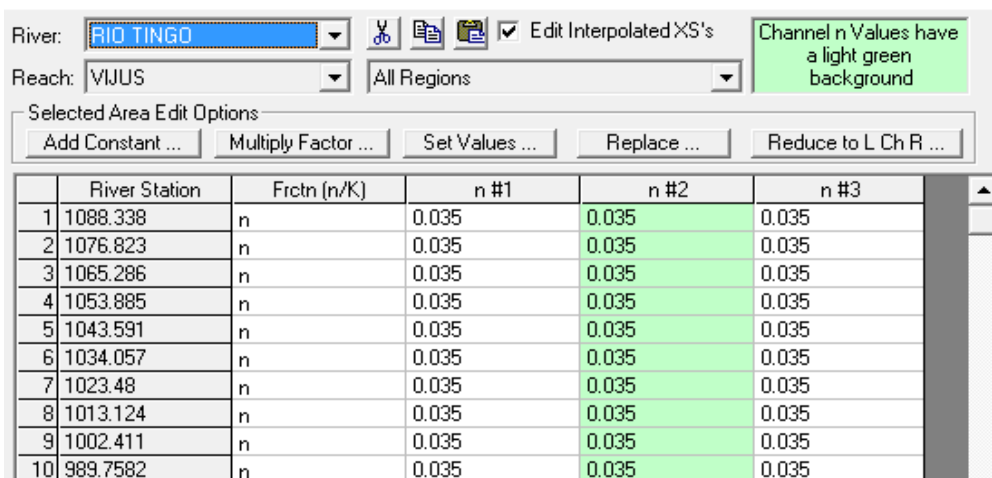 River: RIO TINGO Edit Interpolated XS's
Channel n Values have
a light green
background
Reach: VIJUS All Regions
Selected Area Edit Options
Add Constant ... Multiply Factor ... Set Values ... Replace ... Reduce to L Ch R ...
River Station Frctn (n/K) n #1 n #2 n #3
1 1088.338 n 0.035 0.035 0.035
2 1076.823 n 0.035 0.035 0.035
3 1065.286 n 0.035 0.035 0.035
4 1053.885 n 0.035 0.035 0.035
5 1043.591 n 0.035 0.035 0.035
6 1034.057 n 0.035 0.035 0.035
7 1023.48 n 0.035 0.035 0.035
8 1013.124 n 0.035 0.035 0.035
9 1002.411 n 0.035 0.035 0.035
10 989.7582 n 0.035 0.035 0.035